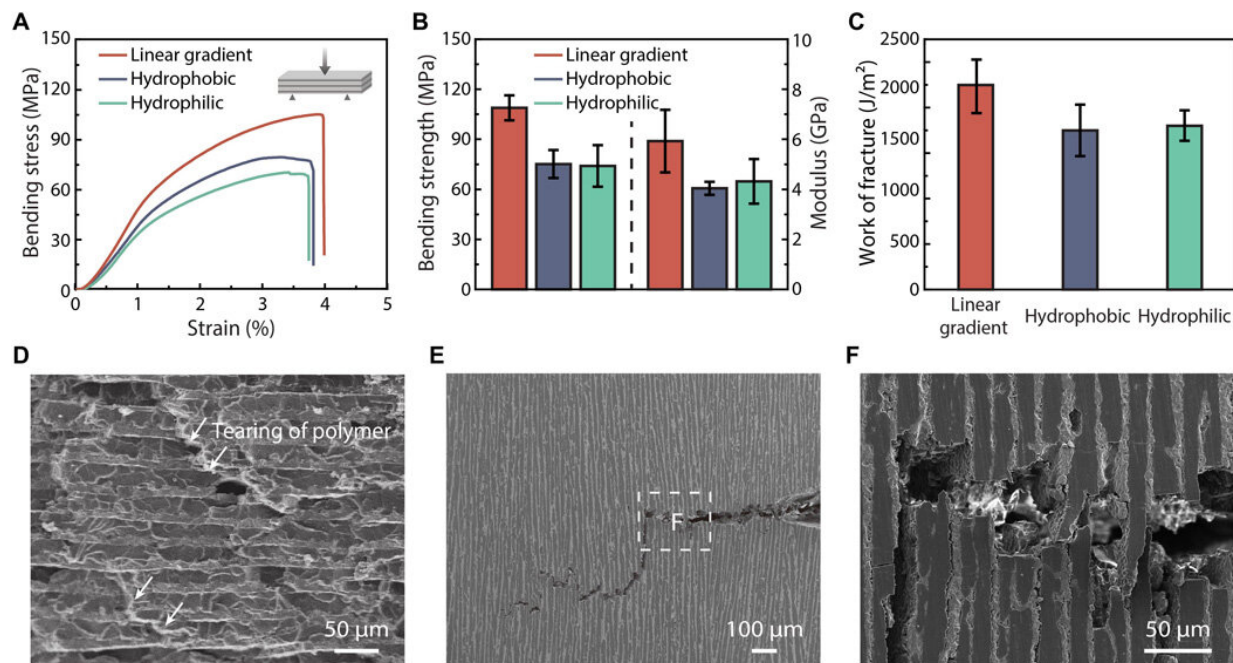 A
150
120
90
60
30
0
Bending stress (MPa)
0 1 2 3 4 5
Strain (%)
Linear gradient
Hydrophobic
Hydrophilic
B
150
120
90
60
30
0
Bending strength (MPa)
Linear gradient
Hydrophobic
Hydrophilic
10
8
6
4
2
0
Modulus (GPa)
C
2500
2000
1500
1000
500
0
Work of fracture (J/m²)
Linear
gradient
Hydrophobic
Hydrophilic
D
Tearing of polymer
50 μm
E
F
100 μm
F
50 μm